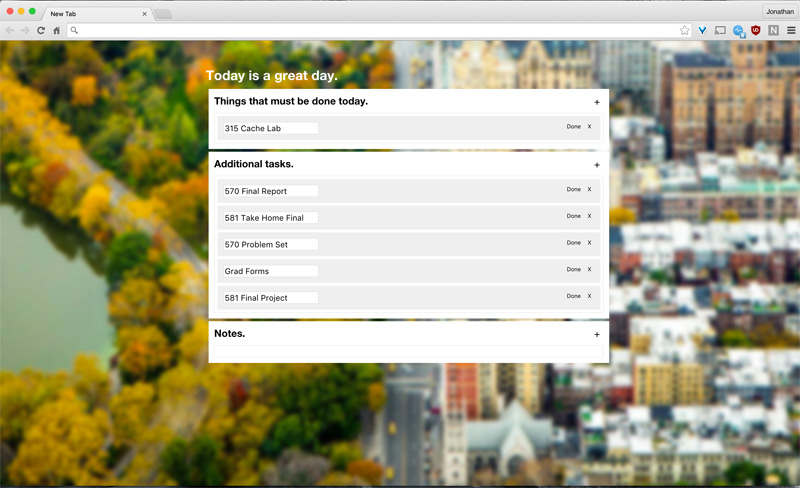 New Tab
Jonathan
Today is a great day.
Things that must be done today.
+
315 Cache Lab
Done X
Additional tasks.
+
570 Final Report
Done X
581 Take Home Final
Done X
570 Problem Set
Done X
Grad Forms
Done X
581 Final Project
Done X
Notes.
+